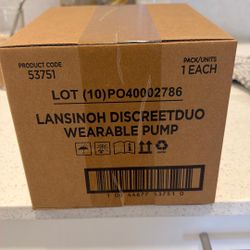 PRODUCT CODE
53751
PACK/UNITS
1 EACH
LOT (10)PO40002786
LANSINOH DISCREETDUO
WEARABLE PUMP